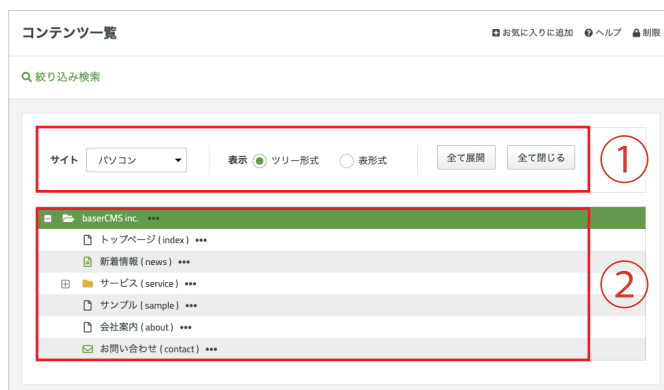 コンテンツ一覧
お気に入りに追加 ヘルプ 制限
絞り込み検索
サイト パソコン 表示 ツリー形式 表形式 全て展開 全て閉じる
①
baserCMS inc. •••
トップページ ( index ) •••
新着情報 ( news ) •••
サービス ( service ) •••
サンプル ( sample ) •••
会社案内 ( about ) •••
お問い合わせ ( contact ) •••
②